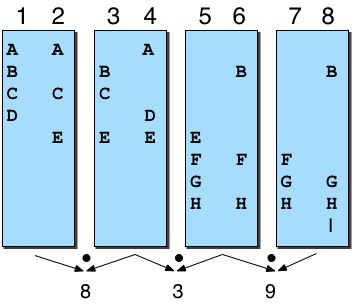 1 2 3 4 5 6 7 8
A A A
B B B B
C C C
D D
E E E E
F F F
G G G
H H H H
|
8 3 9